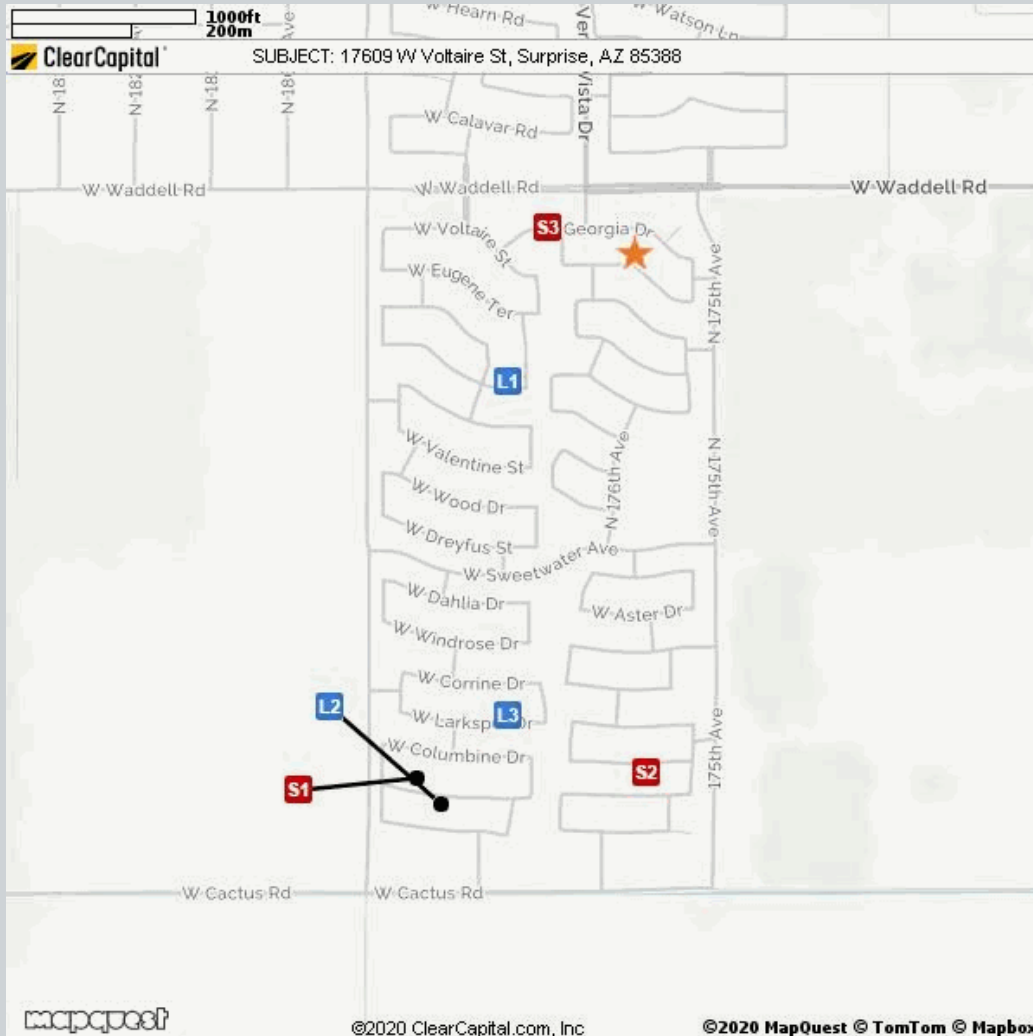 1000ft
200m
W Hearn Rd
W Watson Ln
ClearCapital
SUBJECT: 17609 W Voltaire St, Surprise, AZ 85388
Vista Dr
W Calavar Rd
W Waddell Rd
W Waddell Rd
W Waddell Rd
S3
Georgia Dr
W Voltaire St
W Eugene Ter
N 175th Ave
L1
W Valentine St
N 176th Ave
N 175th Ave
W Wood Dr
W Dreyfus St
W Sweetwater Ave
W Dahlia Dr
W Aster Dr
W Windrose Dr
W Corrine Dr
L2
L3
W Larksp Dr
W Columbine Dr
175th Ave
S2
S1
W Cactus Rd
W Cactus Rd
mapquest
©2020 ClearCapital.com, Inc
©2020 MapQuest © TomTom © Mapbox